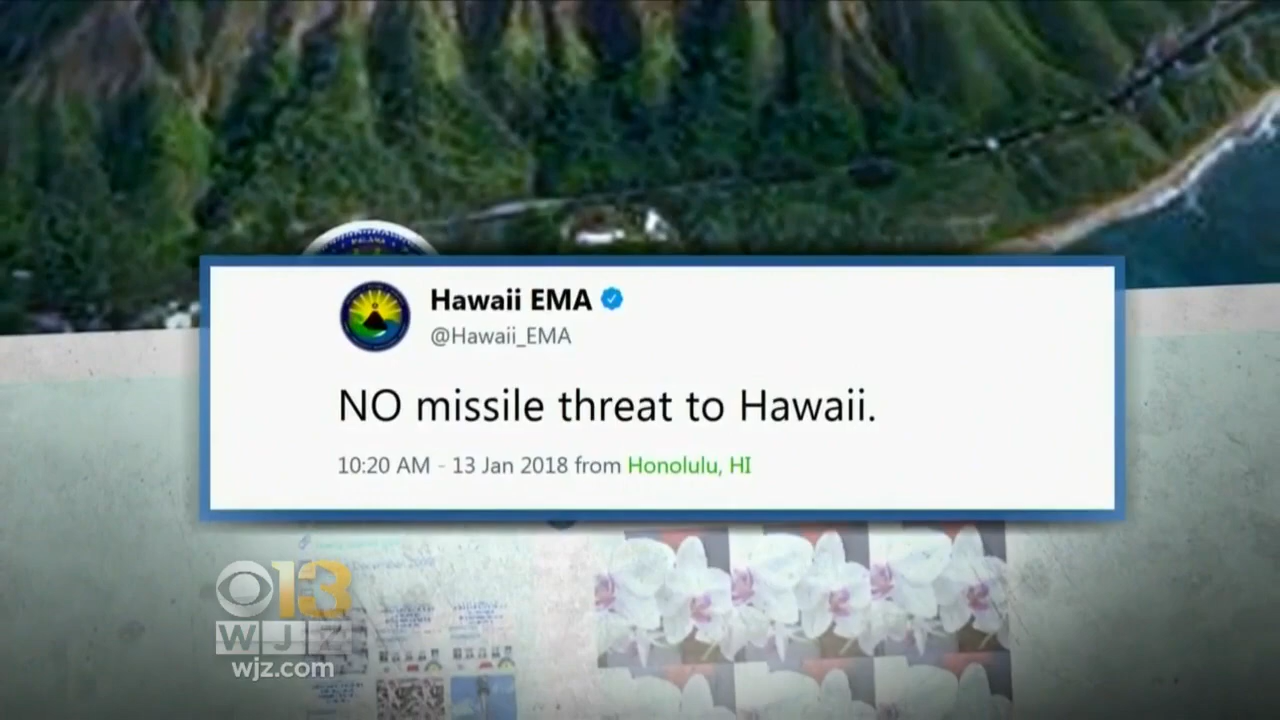 Hawaii EMA
@Hawaii_EMA
NO missile threat to Hawaii.
10:20 AM - 13 Jan 2018 from Honolulu, HI
13
WJZ
wjz.com